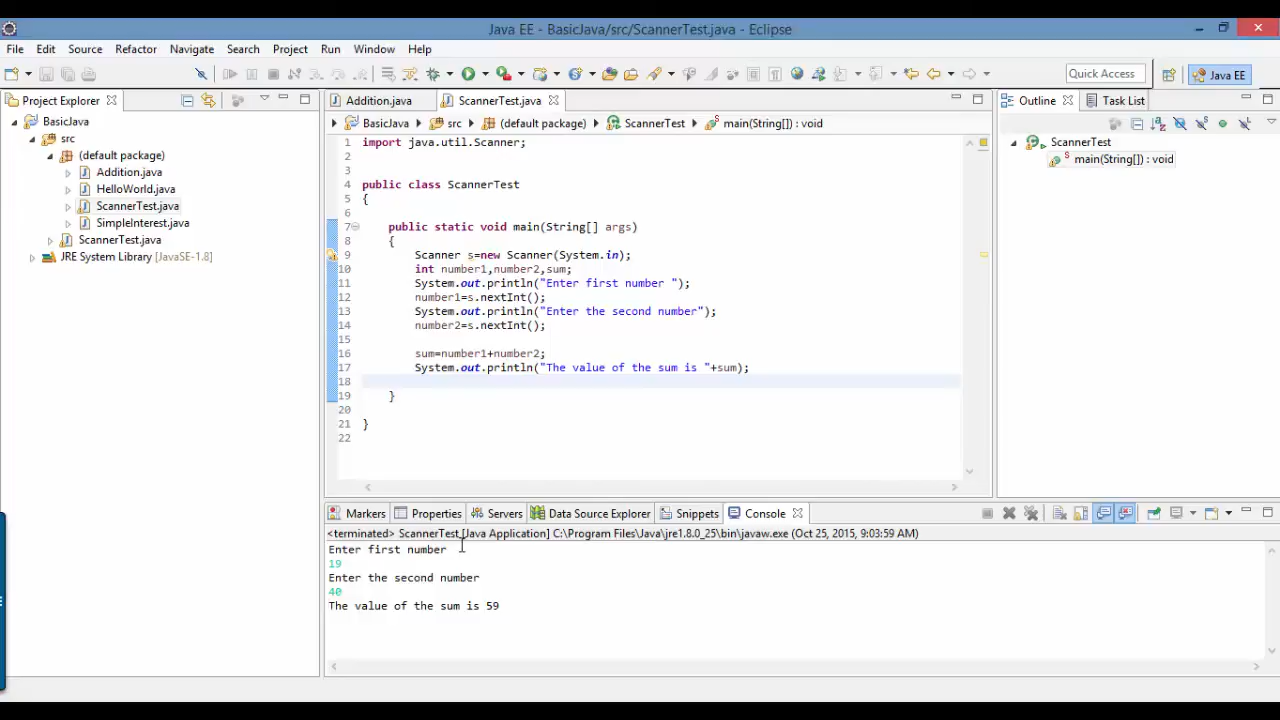 Java EE - BasicJava/src/ScannerTest.java - Eclipse
File Edit Source Refactor Navigate Search Project Run Window Help
Quick Access
Java EE
Project Explorer
BasicJava
src
(default package)
Addition.java
HelloWorld.java
ScannerTest.java
SimpleInterest.java
ScannerTest.java
JRE System Library [JavaSE-1.8]
Addition.java ScannerTest.java
BasicJava src (default package) ScannerTest main(String[]) : void
1 import java.util.Scanner;
2
3
4 public class ScannerTest
5 {
6
7 public static void main(String[] args)
8 {
9 Scanner s=new Scanner(System.in);
10 int number1,number2,sum;
11 System.out.println("Enter first number ");
12 number1=s.nextInt();
13 System.out.println("Enter the second number");
14 number2=s.nextInt();
15
16 sum=number1+number2;
17 System.out.println("The value of the sum is "+sum);
18
19 }
20
21 }
22
Outline Task List
ScannerTest
main(String[]) : void
Markers Properties Servers Data Source Explorer Snippets Console
<terminated> ScannerTest [Java Application] C:\Program Files\Java\jre1.8.0_25\bin\javaw.exe (Oct 25, 2015, 9:03:59 AM)
Enter first number
19
Enter the second number
40
The value of the sum is 59